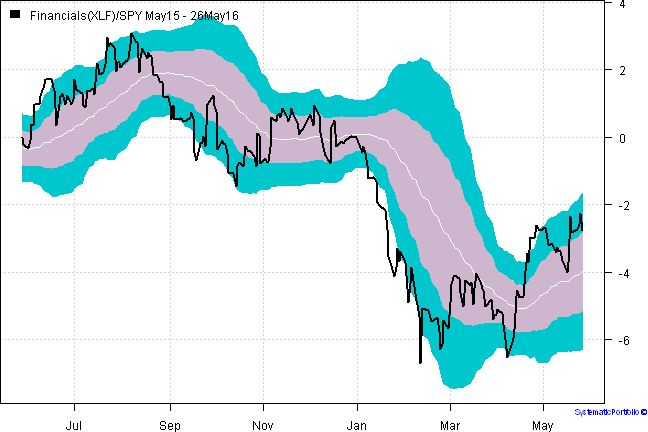 Financials(XLF)/SPY May15 - 26May16
4
2
0
-2
-4
-6
Jul Sep Nov Jan Mar May
SystematicPortfolio ©